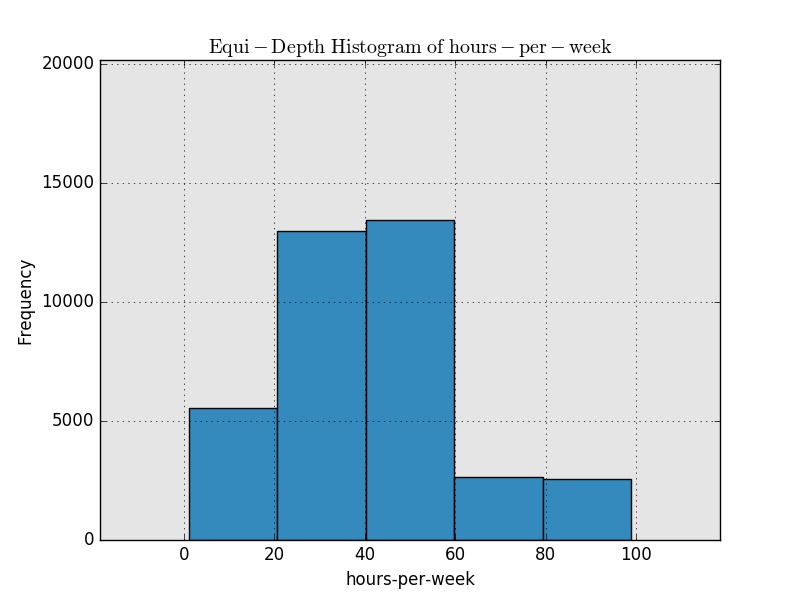 Equi − Depth Histogram of hours − per − week
20000
15000
10000
5000
0
Frequency
0 20 40 60 80 100
hours-per-week